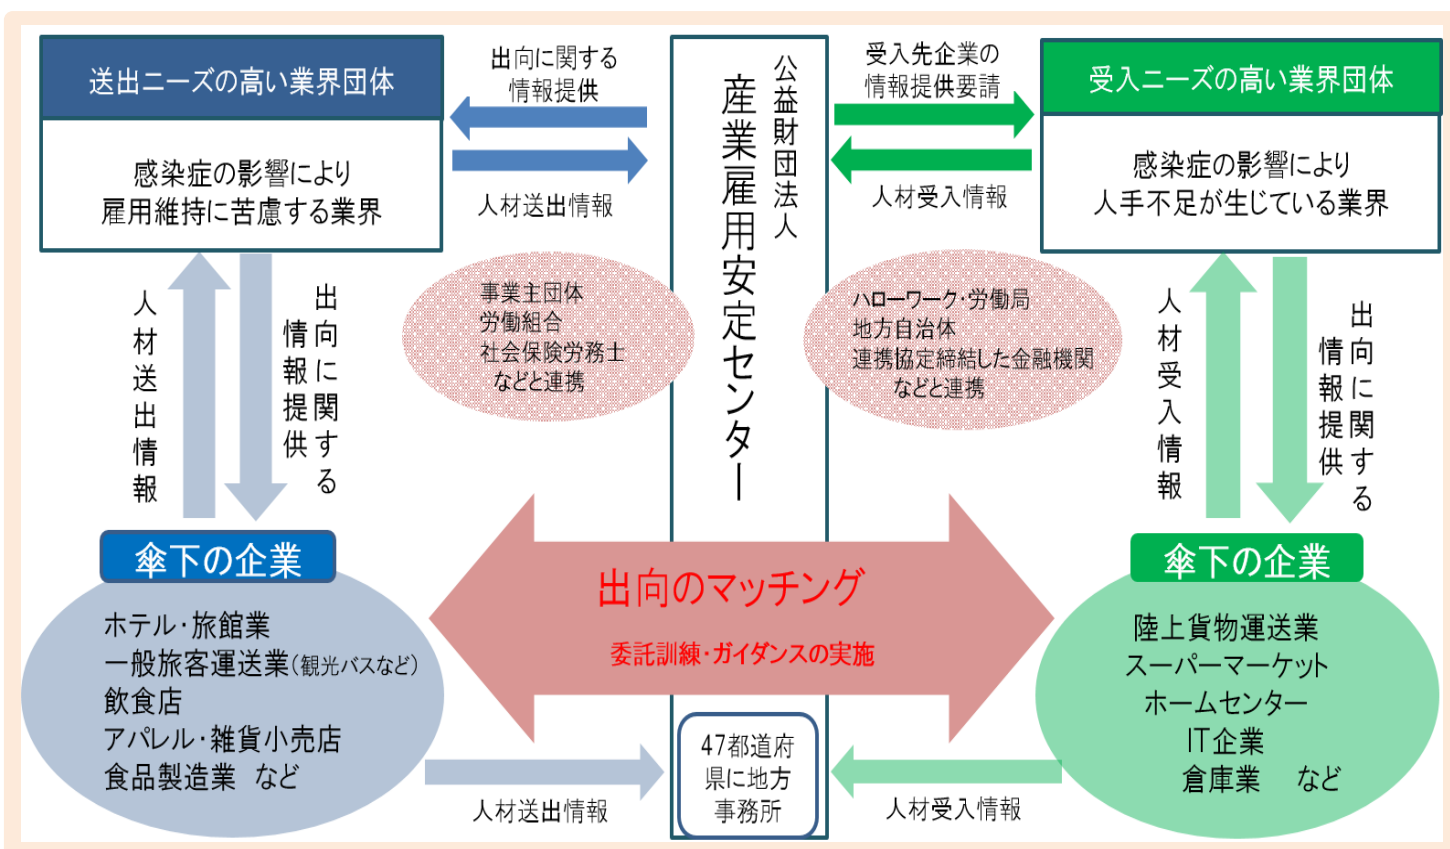 送出ニーズの高い業界団体
感染症の影響により
雇用維持に苦慮する業界
出向に関する
情報提供
人材送出情報
公益財団法人
産業雇用安定センター
受入先企業の
情報提供要請
人材受入情報
受入ニーズの高い業界団体
感染症の影響により
人手不足が生じている業界
人材送出情報
出向に関する
情報提供
事業主団体
労働組合
社会保険労務士
などと連携
ハローワーク・労働局
地方自治体
連携協定締結した金融機関
などと連携
人材受入情報
出向に関する
情報提供
出向のマッチング
委託訓練・ガイダンスの実施
傘下の企業
ホテル・旅館業
一般旅客運送業(観光バスなど)
飲食店
アパレル・雑貨小売店
食品製造業 など
人材送出情報
47都道府
県に地方
事務所
人材受入情報
傘下の企業
陸上貨物運送業
スーパーマーケット
ホームセンター
IT企業
倉庫業 など